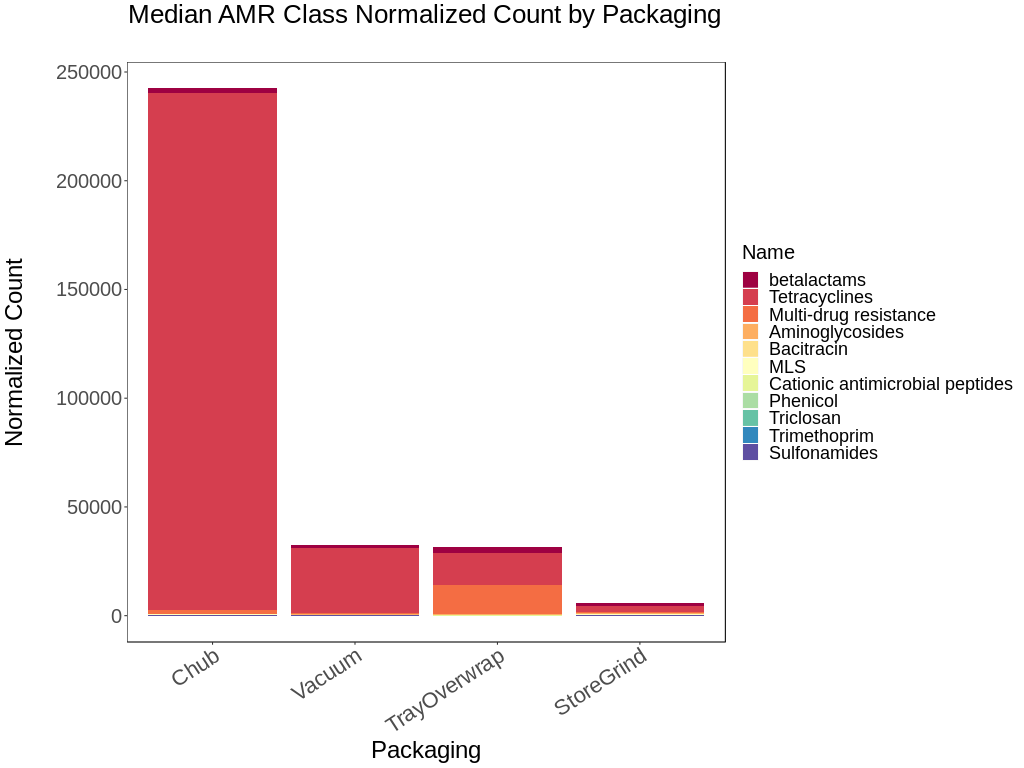 Median AMR Class Normalized Count by Packaging
Normalized Count
250000
200000
150000
100000
50000
0
Chub
Vacuum
TrayOverwrap
StoreGrind
Packaging
Name
betalactams
Tetracyclines
Multi-drug resistance
Aminoglycosides
Bacitracin
MLS
Cationic antimicrobial peptides
Phenicol
Triclosan
Trimethoprim
Sulfonamides